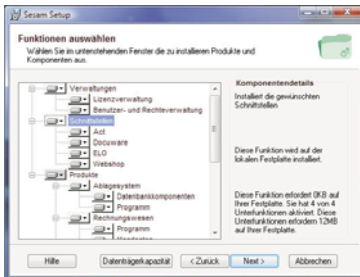 Sesam Setup
Funktionen auswählen
Wählen Sie im untenstehenden Fenster die zu installieren Produkte und
Komponenten aus.
Verwaltungen
Lizenzverwaltung
Benutzer- und Rechteverwaltung
Schnittstellen
Act
Docuware
ELO
Webshop
Produkte
Ablagesystem
Datenbankkomponenten
Programm
Rechnungswesen
Programm
Komponentendetails
Installiert die gewünschten
Schnittstellen
Diese Funktion wird auf der
lokalen Festplatte installiert.
Diese Funktion erfordert 0KB auf
Ihrer Festplatte. Sie hat 4 von 4
Unterfunktionen aktiviert. Diese
Unterfunktionen erfordern 12MB
auf Ihrer Festplatte.
Hilfe
Datenträgerkapazität
< Zurück
Next >
Abbrechen